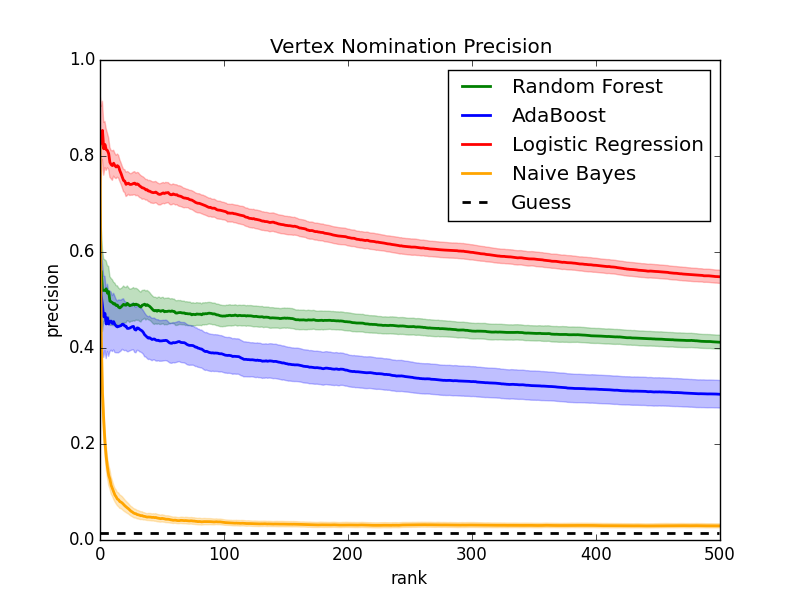 Vertex Nomination Precision
1.0
0.8
0.6
0.4
0.2
0.0
precision
Random Forest
AdaBoost
Logistic Regression
Naive Bayes
Guess
0
100
200
300
400
500
rank